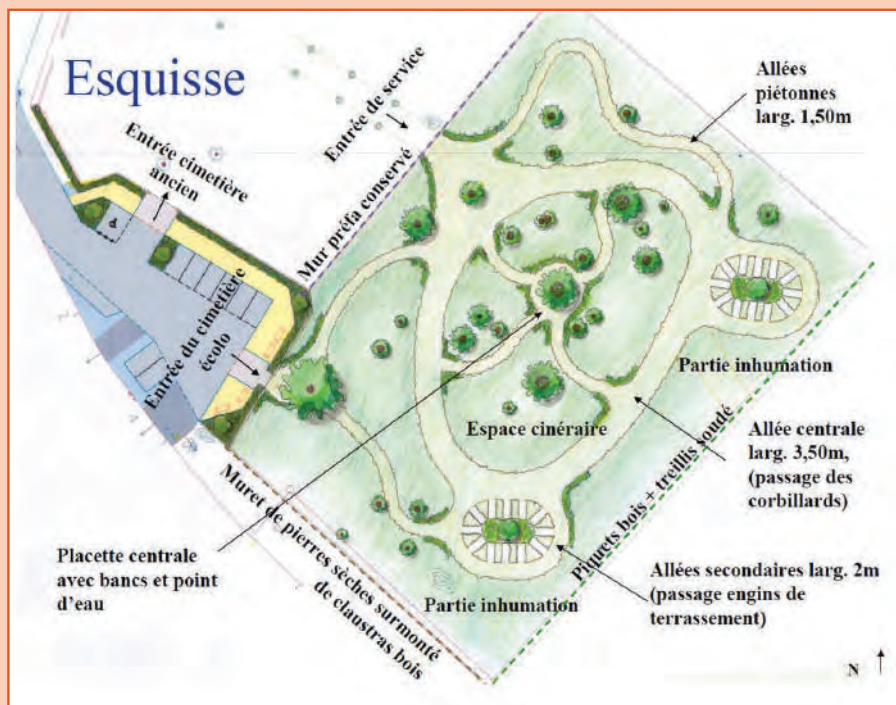 Esquisse
Entrée de service
Entrée cimetière
ancien
Mur préfa conservé
Entrée du cimetière
écolo
Allées
piétonnes
larg. 1,50m
Partie inhumation
Espace cinéraire
Allée centrale
larg. 3,50m,
(passage des
corbillards)
Piquets bois + treillis soudé
Muret de pierres sèches surmonté
de claustras bois
Placette centrale
avec bancs et point
d'eau
Partie inhumation
Allées secondaires larg. 2m
(passage engins de
terrassement)
N